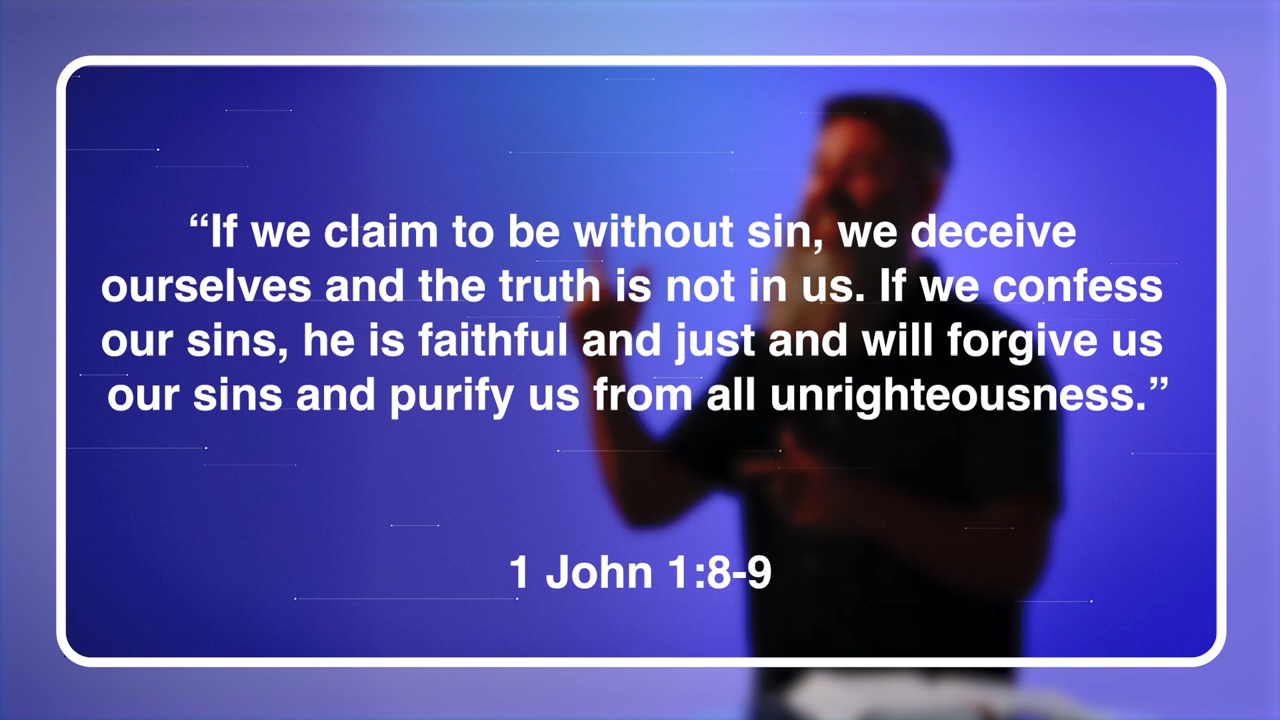 “If we claim to be without sin, we deceive
ourselves and the truth is not in us. If we confess
our sins, he is faithful and just and will forgive us
our sins and purify us from all unrighteousness.”
1 John 1:8-9